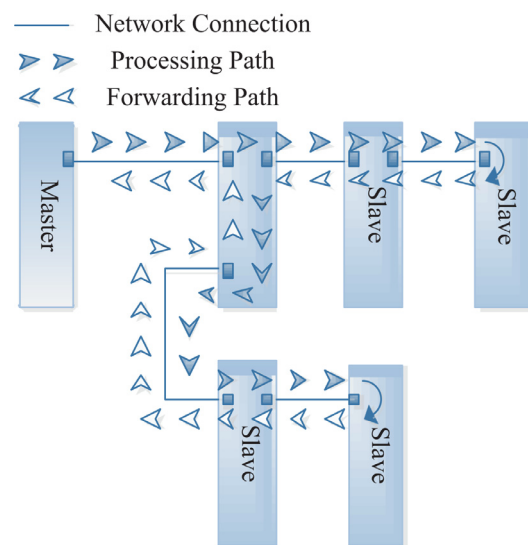 Network Connection
Processing Path
Forwarding Path
Master
Slave
Slave
Slave
Slave